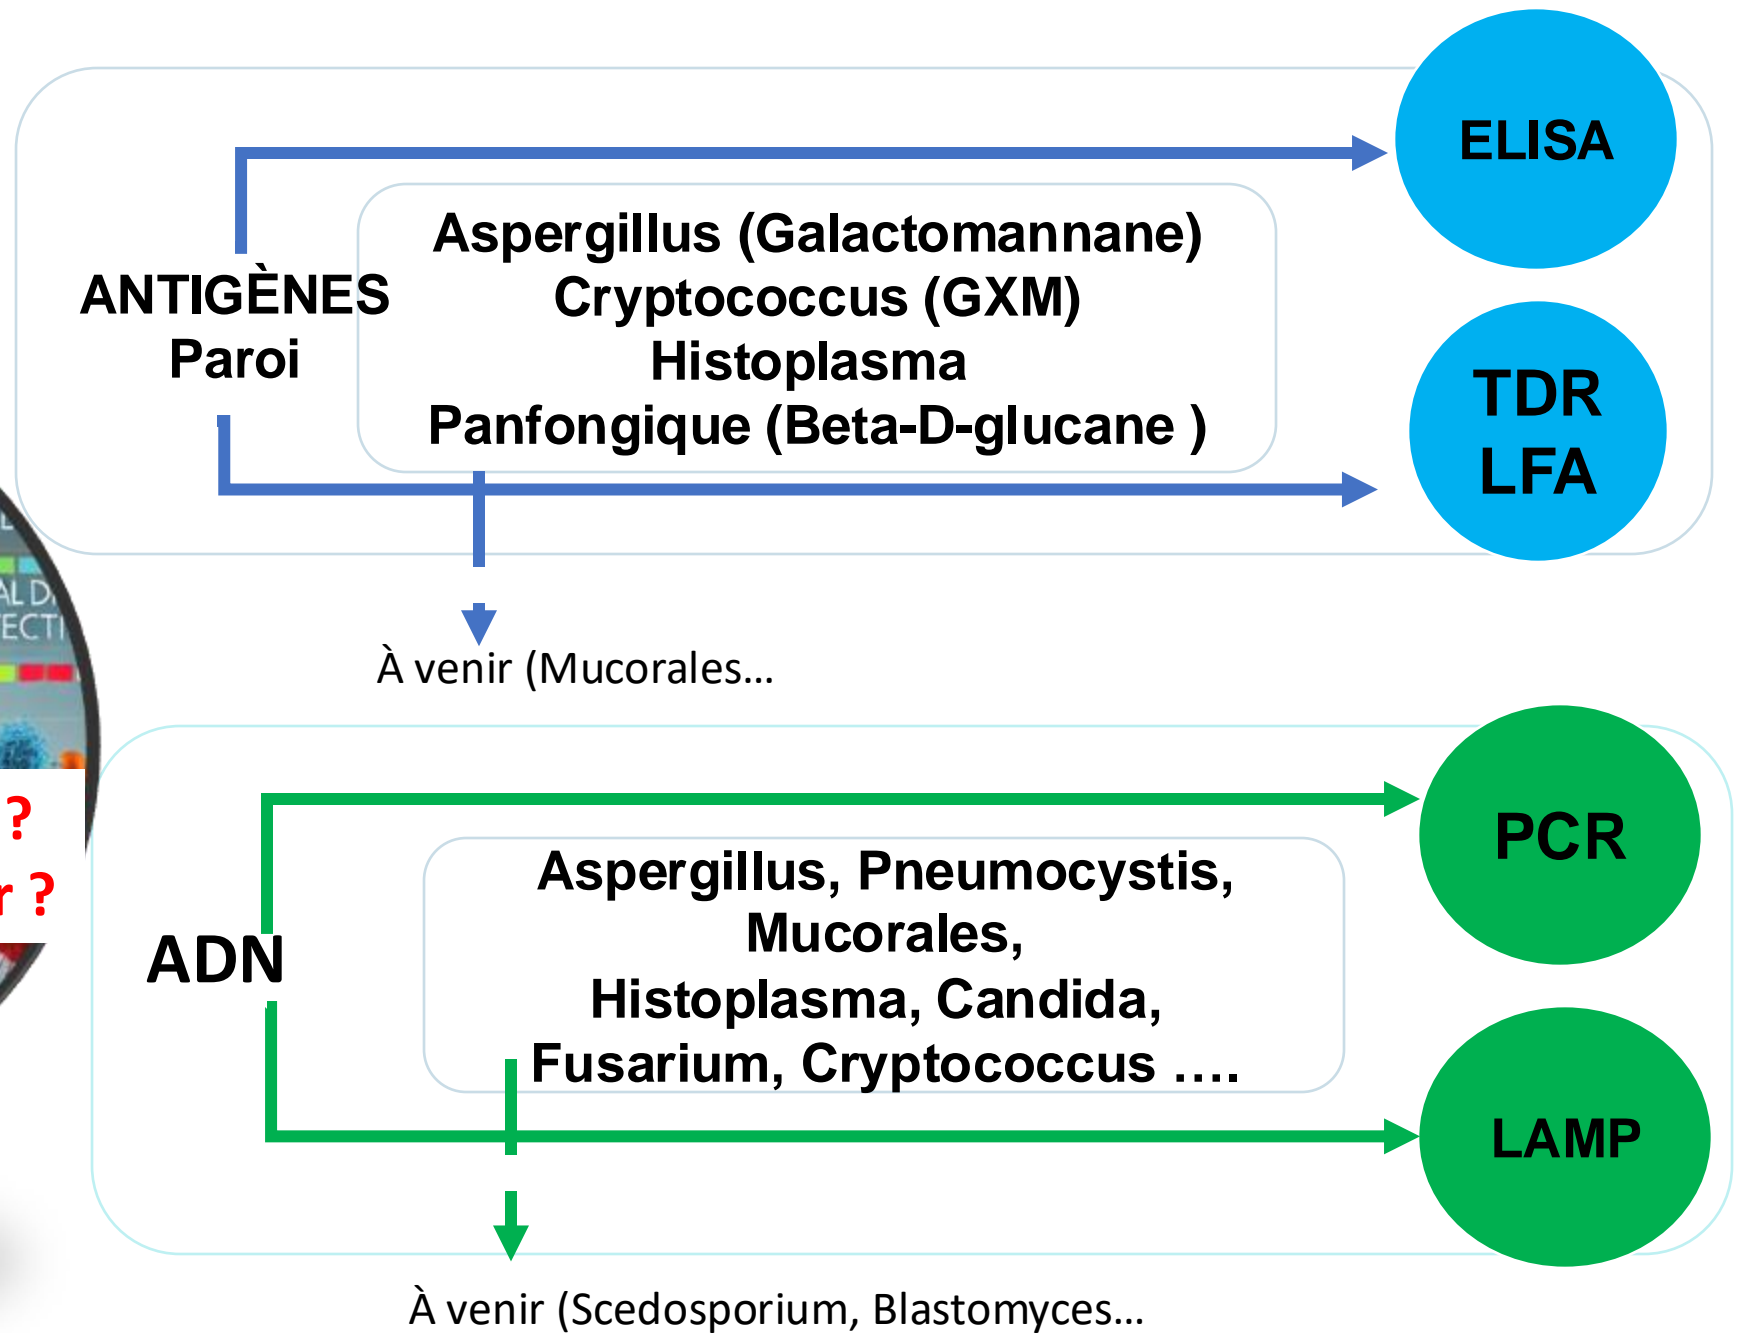 ELISA
Aspergillus (Galactomannane)
Cryptococcus (GXM)
Histoplasma
Panfongique (Beta-D-glucane )
ANTIGÈNES
Paroi
TDR
LFA
À venir (Mucorales...
?
?
PCR
Aspergillus, Pneumocystis,
Mucorales,
Histoplasma, Candida,
Fusarium, Cryptococcus ....
ADN
LAMP
À venir (Scedosporium, Blastomyces...